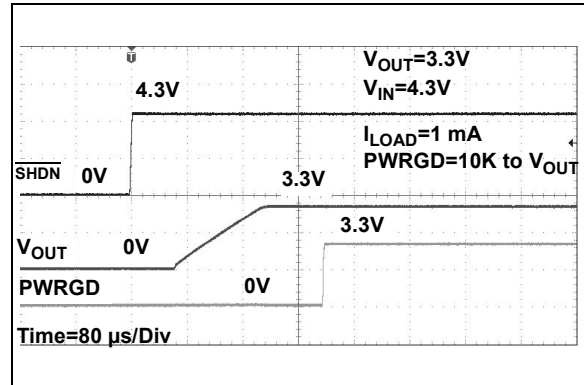 T
V_OUT=3.3V
4.3V
V_IN=4.3V
I_LOAD=1 mA
PWRGD=10K to V_OUT
SHDN 0V
3.3V
3.3V
V_OUT 0V
PWRGD 0V
Time=80 µs/Div